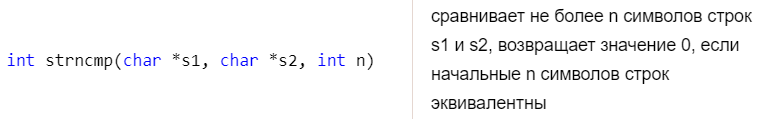 int strncmp(char *s1, char *s2, int n)
сравнивает не более n символов строк
s1 и s2, возвращает значение 0, если
начальные n символов строк
эквивалентны